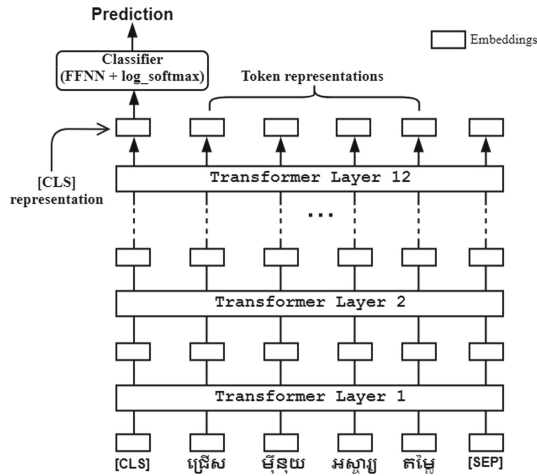 Prediction
Embeddings
Classifier
(FFNN + log_softmax)
Token representations
[CLS]
representation
Transformer Layer 12
...
Transformer Layer 2
Transformer Layer 1
[CLS] ជ្រើស ម៉ឺនុយ អស្ចារ្យ តម្លៃ [SEP]